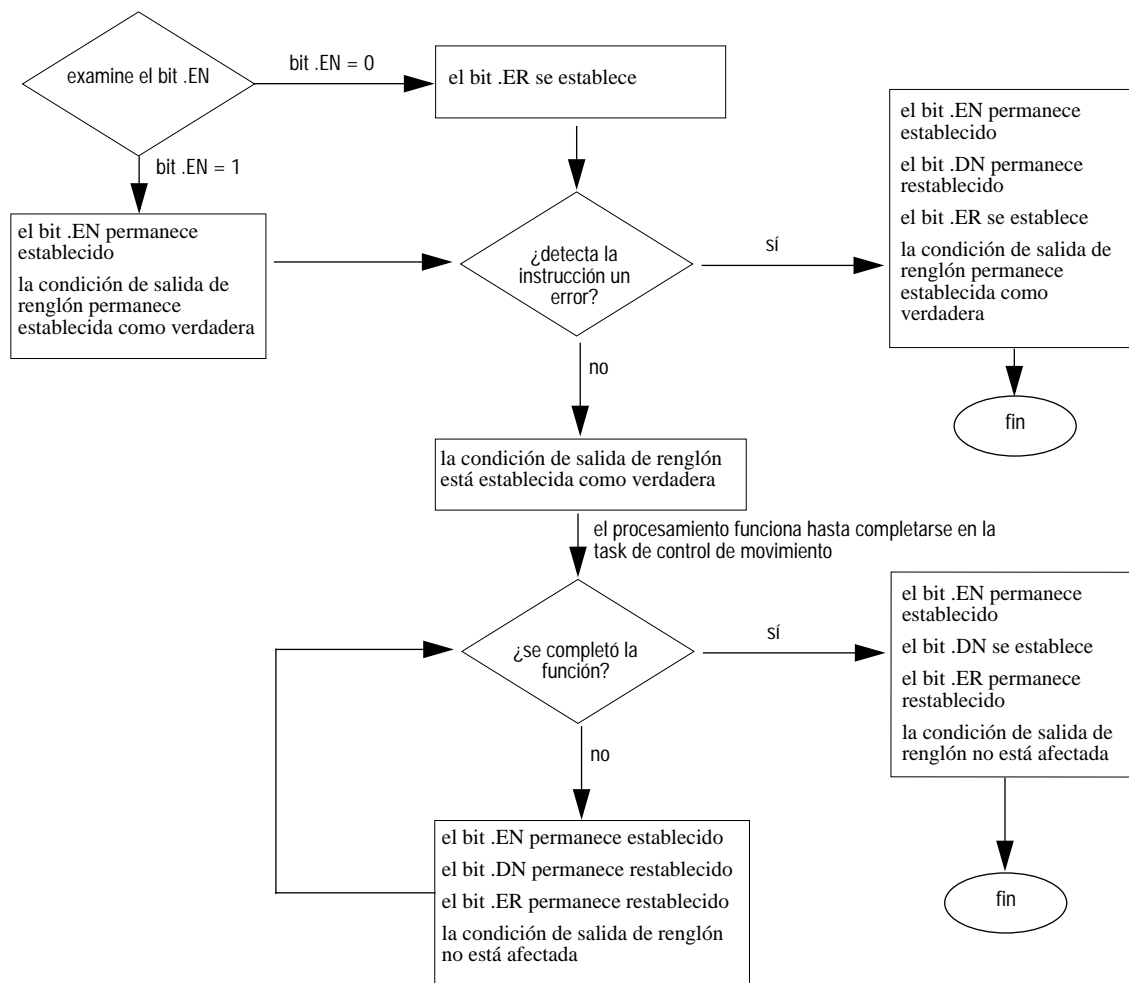 examine el bit .EN
bit .EN = 0
el bit .ER se establece
bit .EN = 1
el bit .EN permanece
establecido
la condición de salida de
renglón permanece
establecida como verdadera
¿detecta la
instrucción un
error?
sí
el bit .EN permanece
establecido
el bit .DN permanece
restablecido
el bit .ER se establece
la condición de salida de
renglón permanece
establecida como
verdadera
fin
no
la condición de salida de renglón
está establecida como verdadera
el procesamiento funciona hasta completarse en la
task de control de movimiento
¿se completó la
función?
sí
el bit .EN permanece
establecido
el bit .DN se establece
el bit .ER permanece
restablecido
la condición de salida de
renglón no está afectada
fin
no
el bit .EN permanece establecido
el bit .DN permanece restablecido
el bit .ER permanece restablecido
la condición de salida de renglón
no está afectada